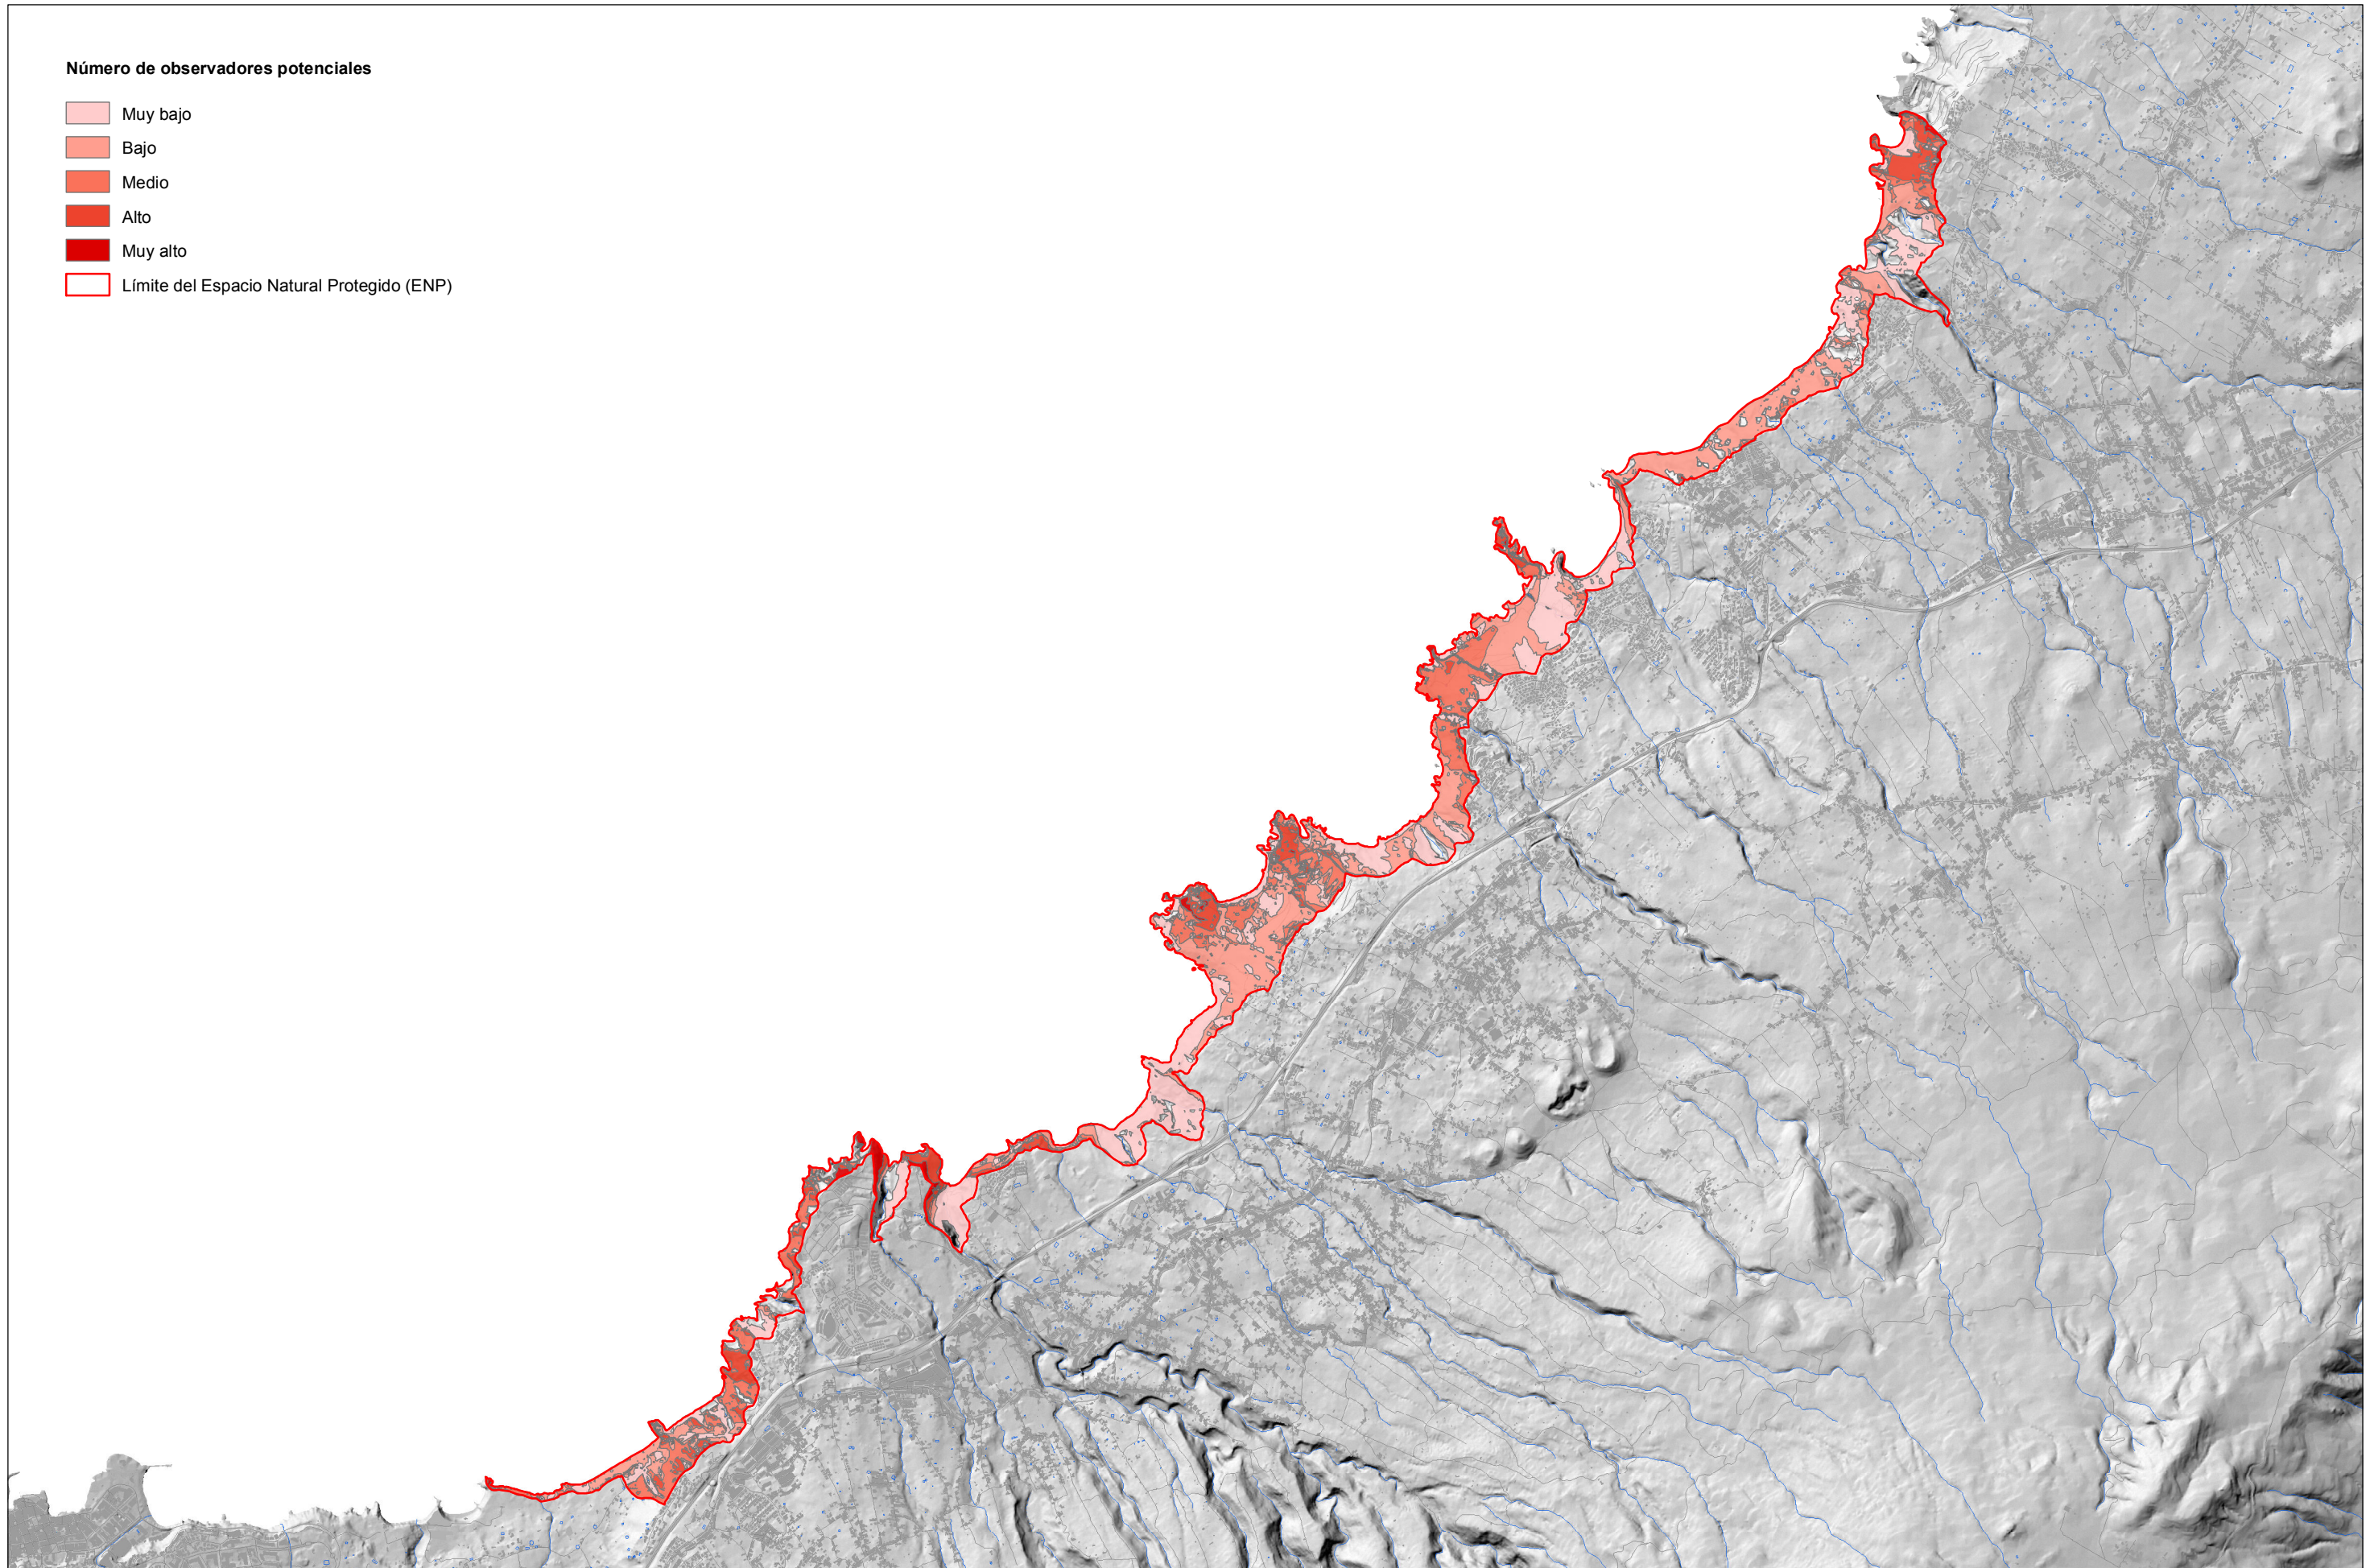 Número de observadores potenciales
Muy bajo
Bajo
Medio
Alto
Muy alto
Límite del Espacio Natural Protegido (ENP)